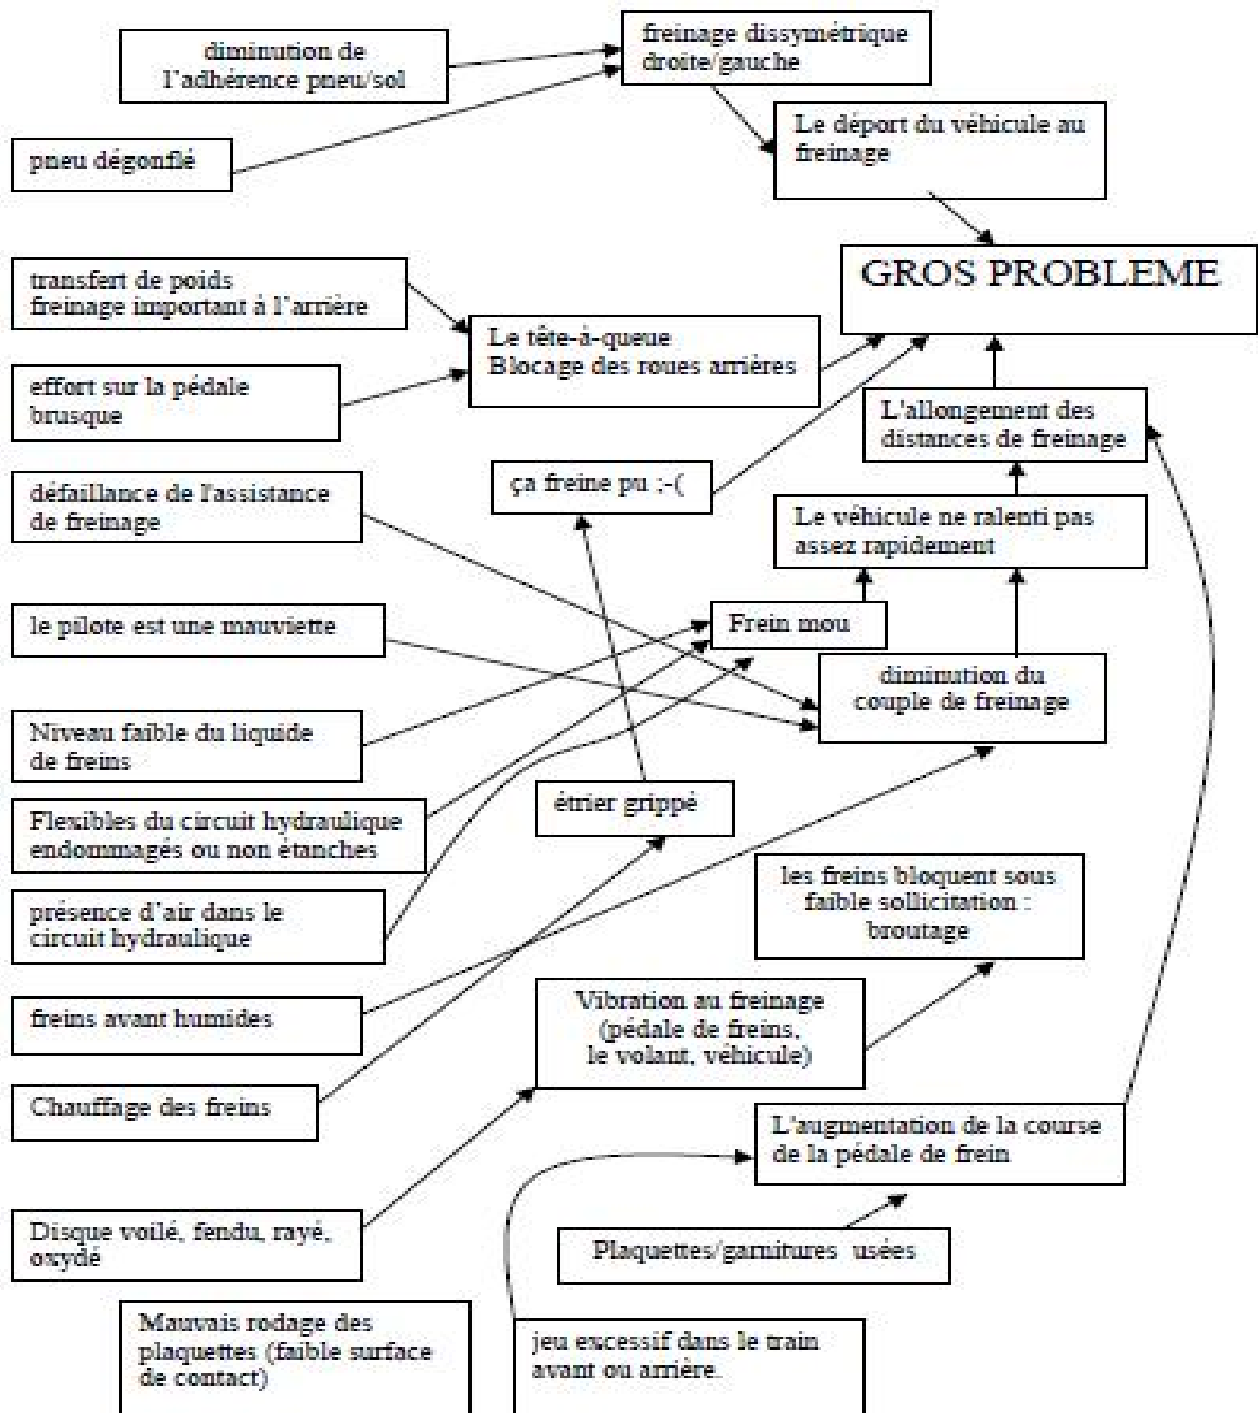 freinage dissymétrique
droite/gauche
diminution de
l'adhérence pneu/sol
Le déport du véhicule au
freinage
pneu dégonflé
GROS PROBLEME
transfert de poids
freinage important à l'arrière
Le tête-à-queue
Blocage des roues arrières
effort sur la pédale
brusque
L'allongement des
distances de freinage
ça freine pu ;-(
défaillance de l'assistance
de freinage
Le véhicule ne ralenti pas
assez rapidement
le pilote est une mauviette
Frein mou
diminution du
couple de freinage
Niveau faible du liquide
de freins
étrier grippé
Flexibles du circuit hydraulique
endommagés ou non étanches
les freins bloquent sous
faible sollicitation :
broutage
présence d'air dans le
circuit hydraulique
freins avant humides
Vibration au freinage
(pédale de freins,
le volant, véhicule)
Chauffage des freins
L'augmentation de la course
de la pédale de frein
Disque voilé, fendu, rayé,
oxydé
Plaquettes/garnitures usées
Mauvais rodage des
plaquettes (faible surface
de contact)
jeu excessif dans le train
avant ou arrière.